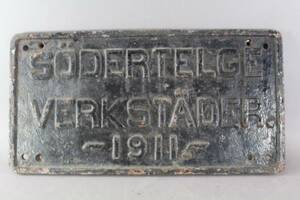 SÖDERTELGE
VERKSTÄDER.
~1911~